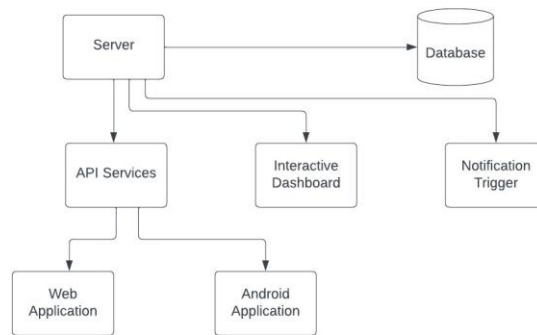 Server
Database
API Services
Interactive
Dashboard
Notification
Trigger
Web
Application
Android
Application